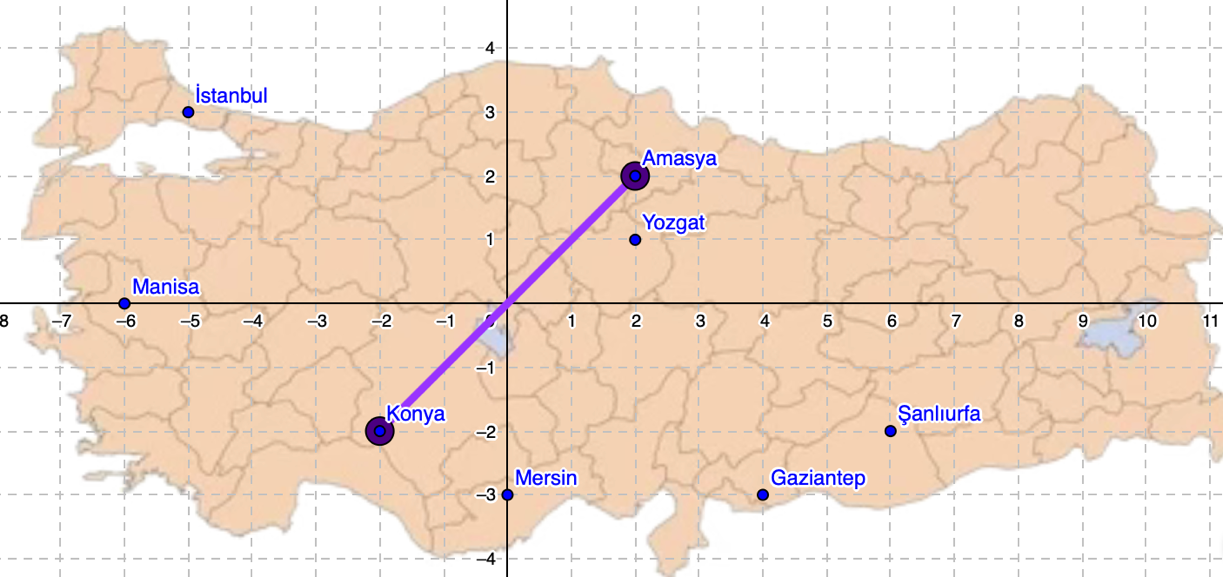 4
İstanbul
3
Amasya
2
Yozgat
1
Manisa
8 –7 –6 –5 –4 –3 –2 –1 0 1 2 3 4 5 6 7 8 9 10 11
–1
Konya
Şanlıurfa
–2
Mersin
Gaziantep
–3
–4